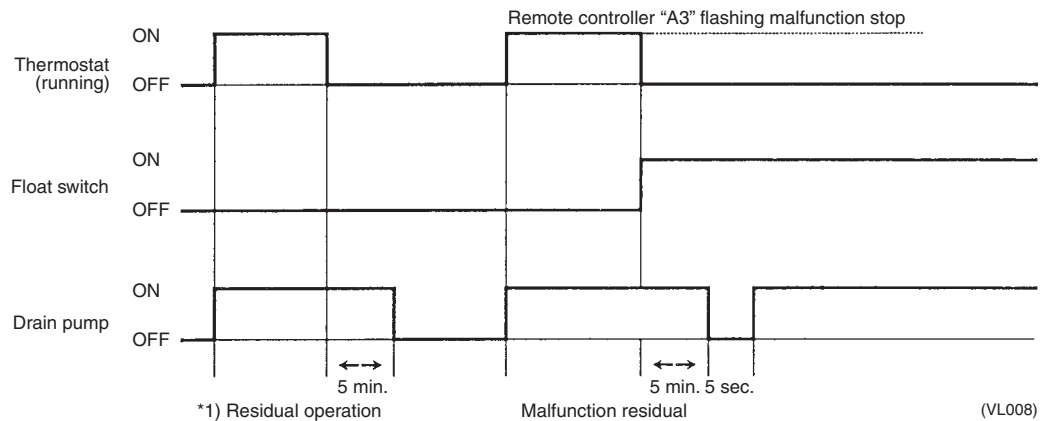 Remote controller “A3” flashing malfunction stop
ON
Thermostat
(running)
OFF
ON
Float switch
OFF
ON
Drain pump
OFF
5 min.
5 min. 5 sec.
*1) Residual operation
Malfunction residual
(VL008)